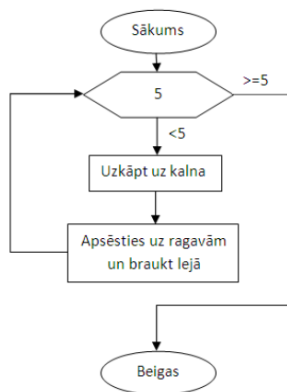 Sākums
5
>=5
<5
Uzkāpt uz kalna
Apsēsties uz ragavām
un braukt lejā
Beigas